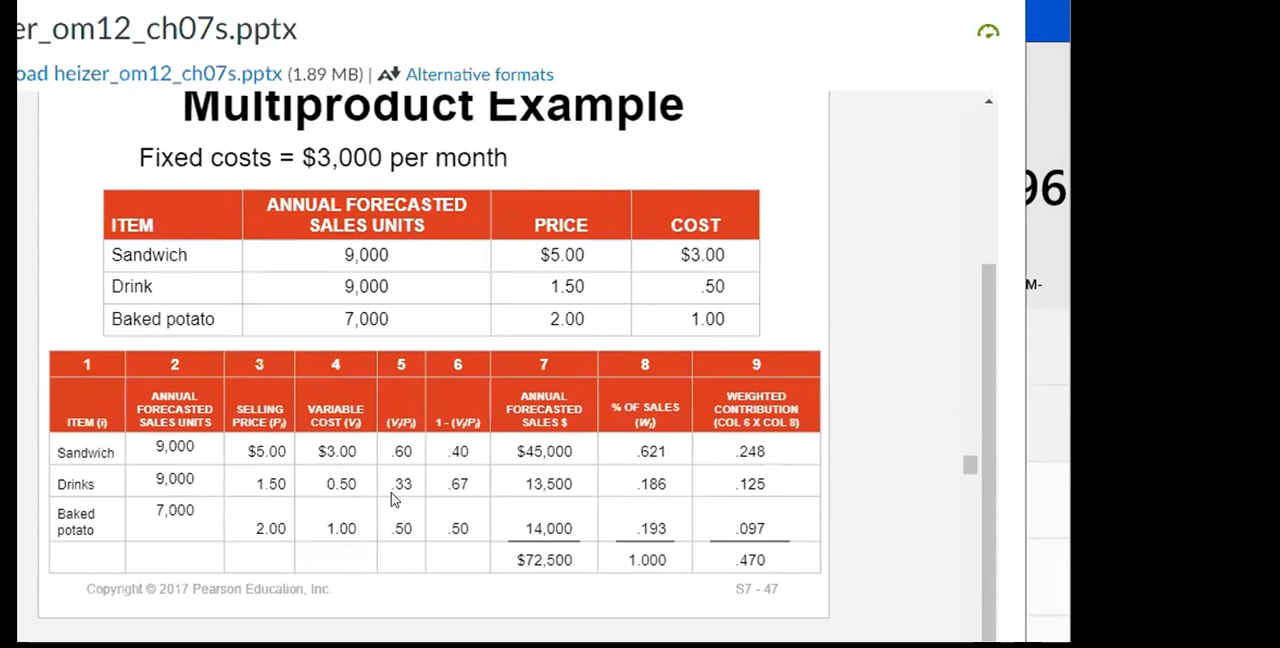 er_om12_ch07s.pptx
oad heizer_om12_ch07s.pptx (1.89 MB) | Alternative formats
Multiproduct Example
96
Fixed costs = $3,000 per month
ITEM ANNUAL FORECASTED SALES UNITS PRICE COST
Sandwich 9,000 $5.00 $3.00
Drink 9,000 1.50 .50
M-
Baked potato 7,000 2.00 1.00
1 2 3 4 5 6 7 8 9
ITEM (i) ANNUAL FORECASTED SALES UNITS SELLING PRICE (Pi) VARIABLE COST (Vi) (Vi/Pi) 1 - (Vi/Pi) ANNUAL FORECASTED SALES $ % OF SALES (Wi) WEIGHTED CONTRIBUTION (COL 6 X COL 8)
Sandwich 9,000 $5.00 $3.00 .60 .40 $45,000 .621 .248
Drinks 9,000 1.50 0.50 .33 .67 13,500 .186 .125
Baked potato 7,000 2.00 1.00 .50 .50 14,000 .193 .097
$72,500 1.000 .470
Copyright © 2017 Pearson Education, Inc. S7 - 47